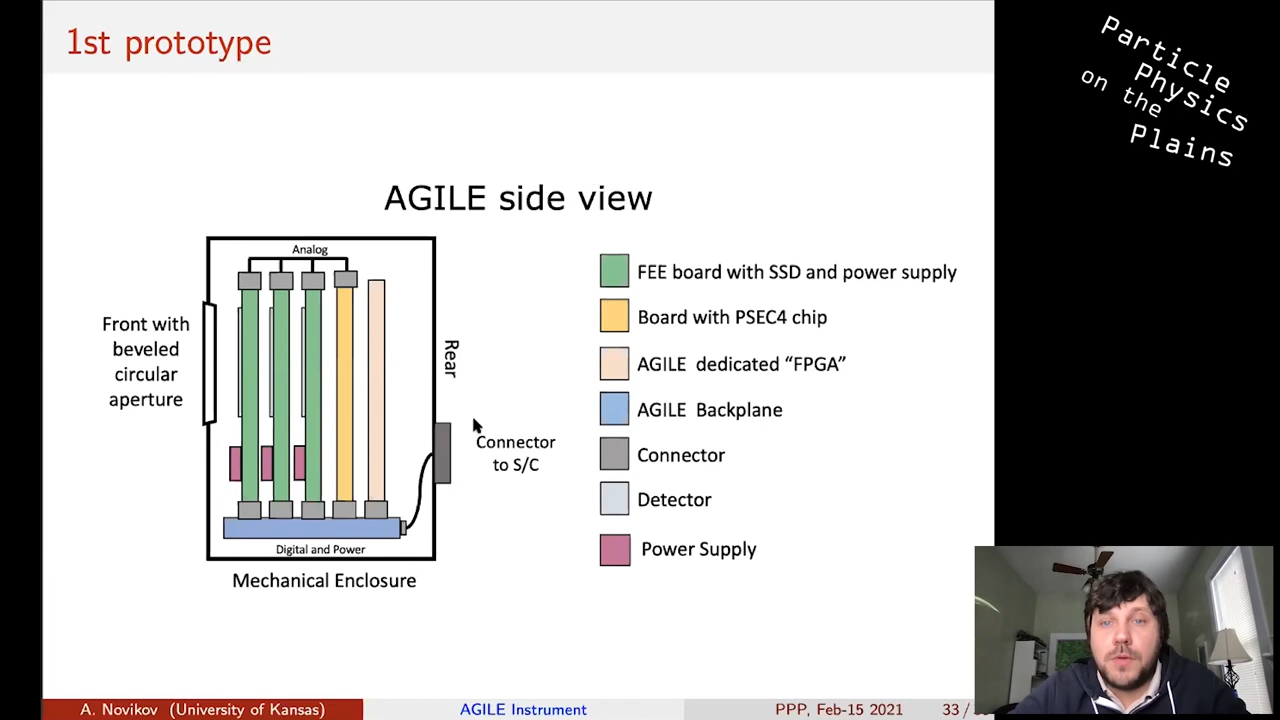 1st prototype
Particle
Physics
on the
Plains
AGILE side view
Analog
Front with
beveled
circular
aperture
Rear
Connector
to S/C
Digital and Power
Mechanical Enclosure
FEE board with SSD and power supply
Board with PSEC4 chip
AGILE dedicated “FPGA”
AGILE Backplane
Connector
Detector
Power Supply
A. Novikov (University of Kansas)
AGILE Instrument
PPP, Feb-15 2021
33 /